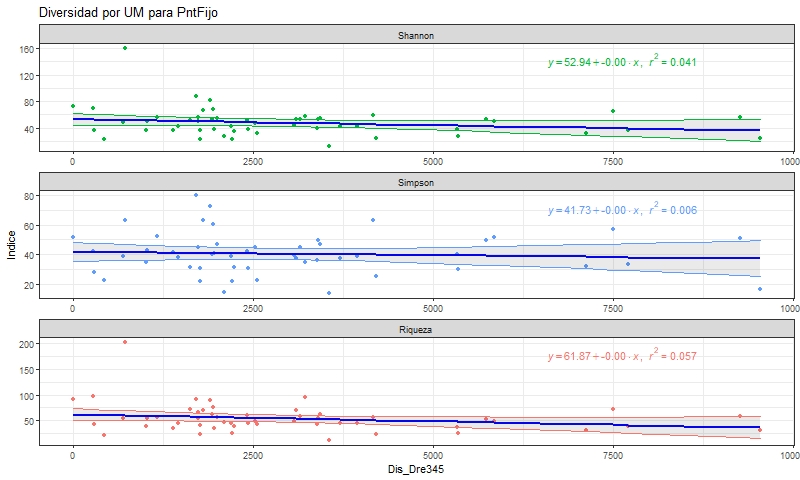 Diversidad por UM para PntFijo
Shannon
y = 52.94 + -0.00 · x, r² = 0.041
160
120
80
40
0 2500 5000 7500 1000
Simpson
y = 41.73 + -0.00 · x, r² = 0.006
80
60
40
20
0 2500 5000 7500 1000
Indice
Riqueza
y = 61.87 + -0.00 · x, r² = 0.057
200
150
100
50
0 2500 5000 7500 1000
Dis_Dre345